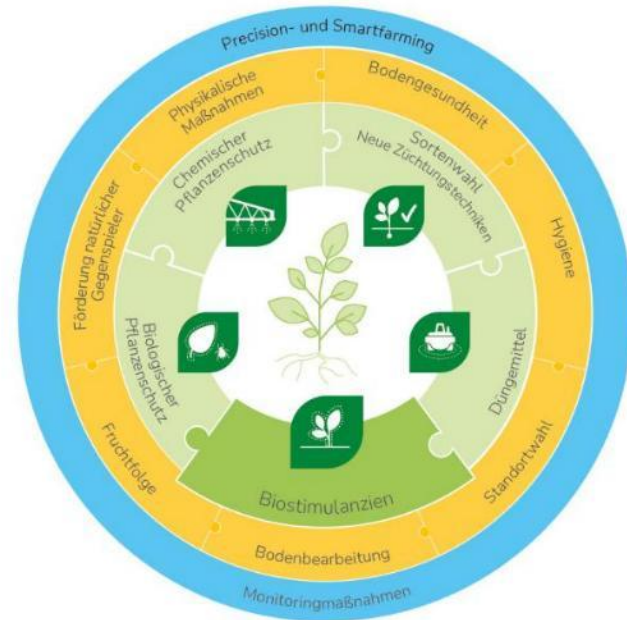 Precision- und Smartfarming
Physikalische
Maßnahmen
Bodengesundheit
Chemischer
Pflanzenschutz
Sortenwahl
Neue Züchtungstechniken
Förderung natürlicher
Gegenspieler
Hygiene
Biologischer
Pflanzenschutz
Düngemittel
Fruchtfolge
Standortwahl
Biostimulanzien
Bodenbearbeitung
Monitoringmaßnahmen